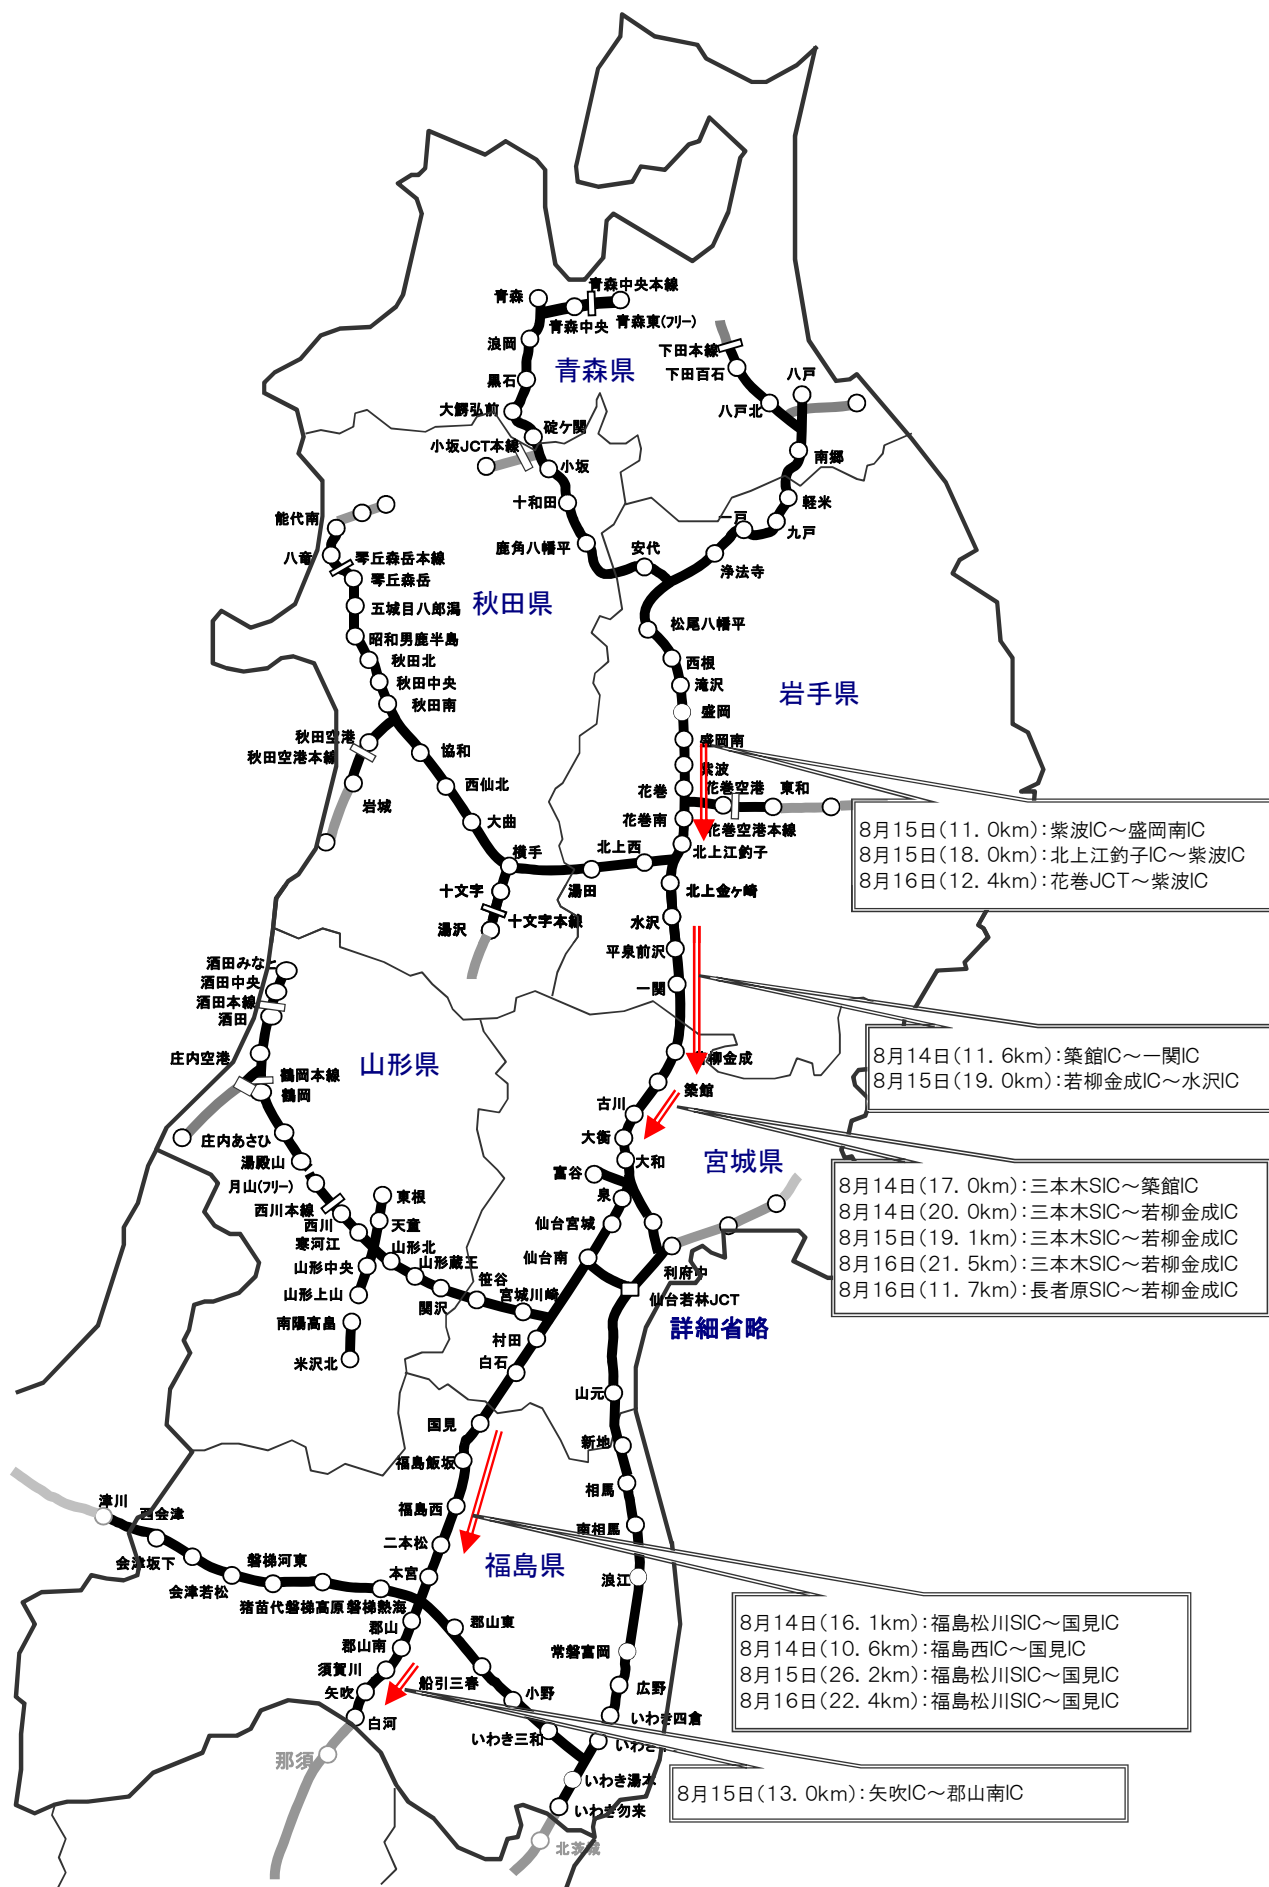 青森
青森中央本線
青森中央
青森東(フリー)
浪岡
黒石
青森県
下田本線
下田百石
八戸
八戸北
大鰐弘前
碇ケ関
小坂JCT本線
小坂
南郷
十和田
軽米
能代南
一戸
九戸
八竜
琴丘森岳本線
鹿角八幡平
安代
浄法寺
琴丘森岳
五城目八郎潟
秋田県
昭和男鹿半島
松尾八幡平
秋田北
西根
秋田中央
滝沢
岩手県
秋田南
盛岡
秋田空港
秋田空港本線
協和
盛岡南
紫波
西仙北
花巻
花巻空港
東和
岩城
大曲
花巻南
花巻空港本線
8月15日(11.0km):紫波IC~盛岡南IC
8月15日(18.0km):北上江釣子IC~紫波IC
8月16日(12.4km):花巻JCT~紫波IC
横手
北上西
北上江釣子
十文字
湯田
北上金ヶ崎
湯沢
十文字本線
水沢
平泉前沢
酒田みなと
酒田中央
一関
酒田本線
酒田
庄内空港
山形県
若柳金成
8月14日(11.6km):築館IC~一関IC
8月15日(19.0km):若柳金成IC~水沢IC
鶴岡本線
鶴岡
築館
古川
庄内あさひ
大衡
湯殿山
大和
宮城県
月山(フリー)
富谷
8月14日(17.0km):三本木SIC~築館IC
8月14日(20.0km):三本木SIC~若柳金成IC
8月15日(19.1km):三本木SIC~若柳金成IC
8月16日(21.5km):三本木SIC~若柳金成IC
8月16日(11.7km):長者原SIC~若柳金成IC
東根
泉
西川本線
西川
天童
仙台宮城
寒河江
山形北
仙台南
山形中央
山形蔵王
利府中
山形上山
関沢
笹谷
宮城川崎
仙台若林JCT
南陽高畠
詳細省略
村田
米沢北
白石
山元
国見
新地
福島飯坂
相馬
津川
西会津
福島西
南相馬
二本松
会津坂下
磐梯河東
福島県
本宮
浪江
会津若松
猪苗代磐梯高原
磐梯熱海
8月14日(16.1km):福島松川SIC~国見IC
8月14日(10.6km):福島西IC~国見IC
8月15日(26.2km):福島松川SIC~国見IC
8月16日(22.4km):福島松川SIC~国見IC
郡山
郡山東
郡山南
常磐富岡
須賀川
船引三春
矢吹
小野
広野
白河
いわき四倉
いわき三和
いわき
那須
いわき湯本
8月15日(13.0km):矢吹IC~郡山南IC
いわき勿来
北茨城